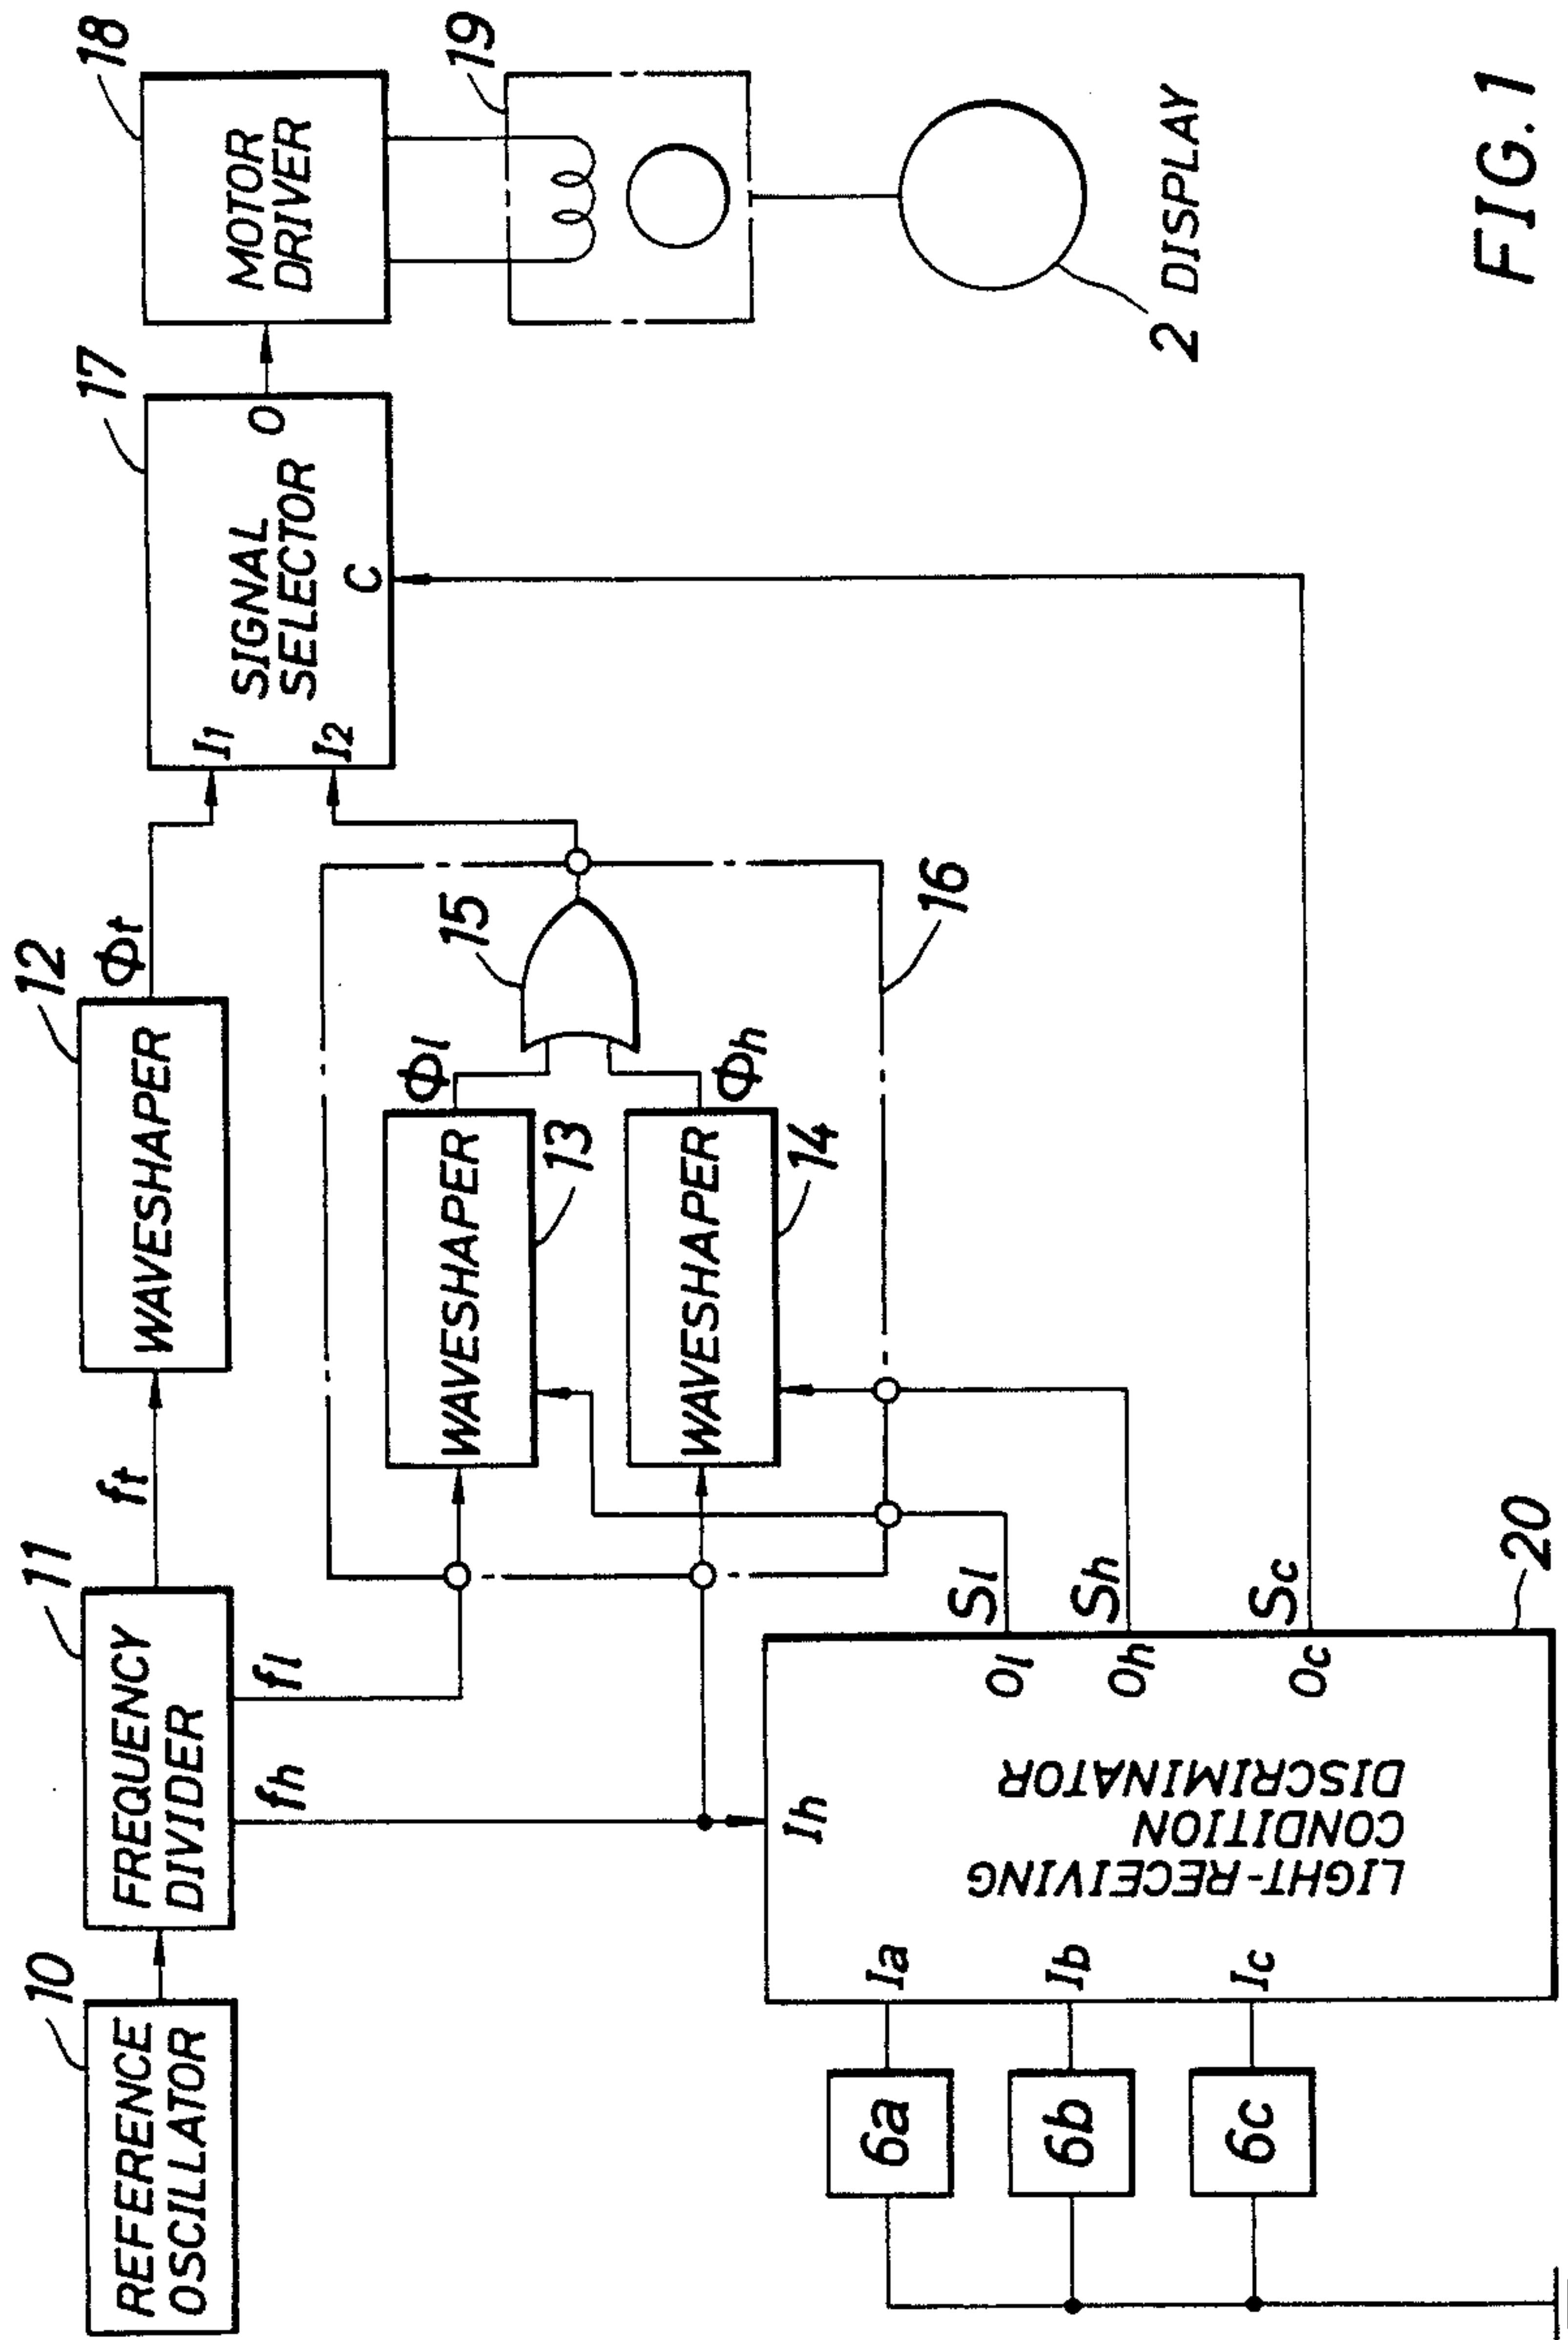 10
REFERENCE
OSCILLATOR
11
FREQUENCY
DIVIDER
ft
fl
fh
12
WAVESHAPER
Φt
13
WAVESHAPER
Φl
14
WAVESHAPER
Φh
15
16
17
I1
I2
SIGNAL
SELECTOR
C
O
18
MOTOR
DRIVER
19
2 DISPLAY
6a
6b
6c
Ia
Ib
Ic
Ih
LIGHT-RECEIVING
CONDITION
DISCRIMINATOR
Ol
Oh
Oc
Sl
Sh
Sc
20
FIG.1